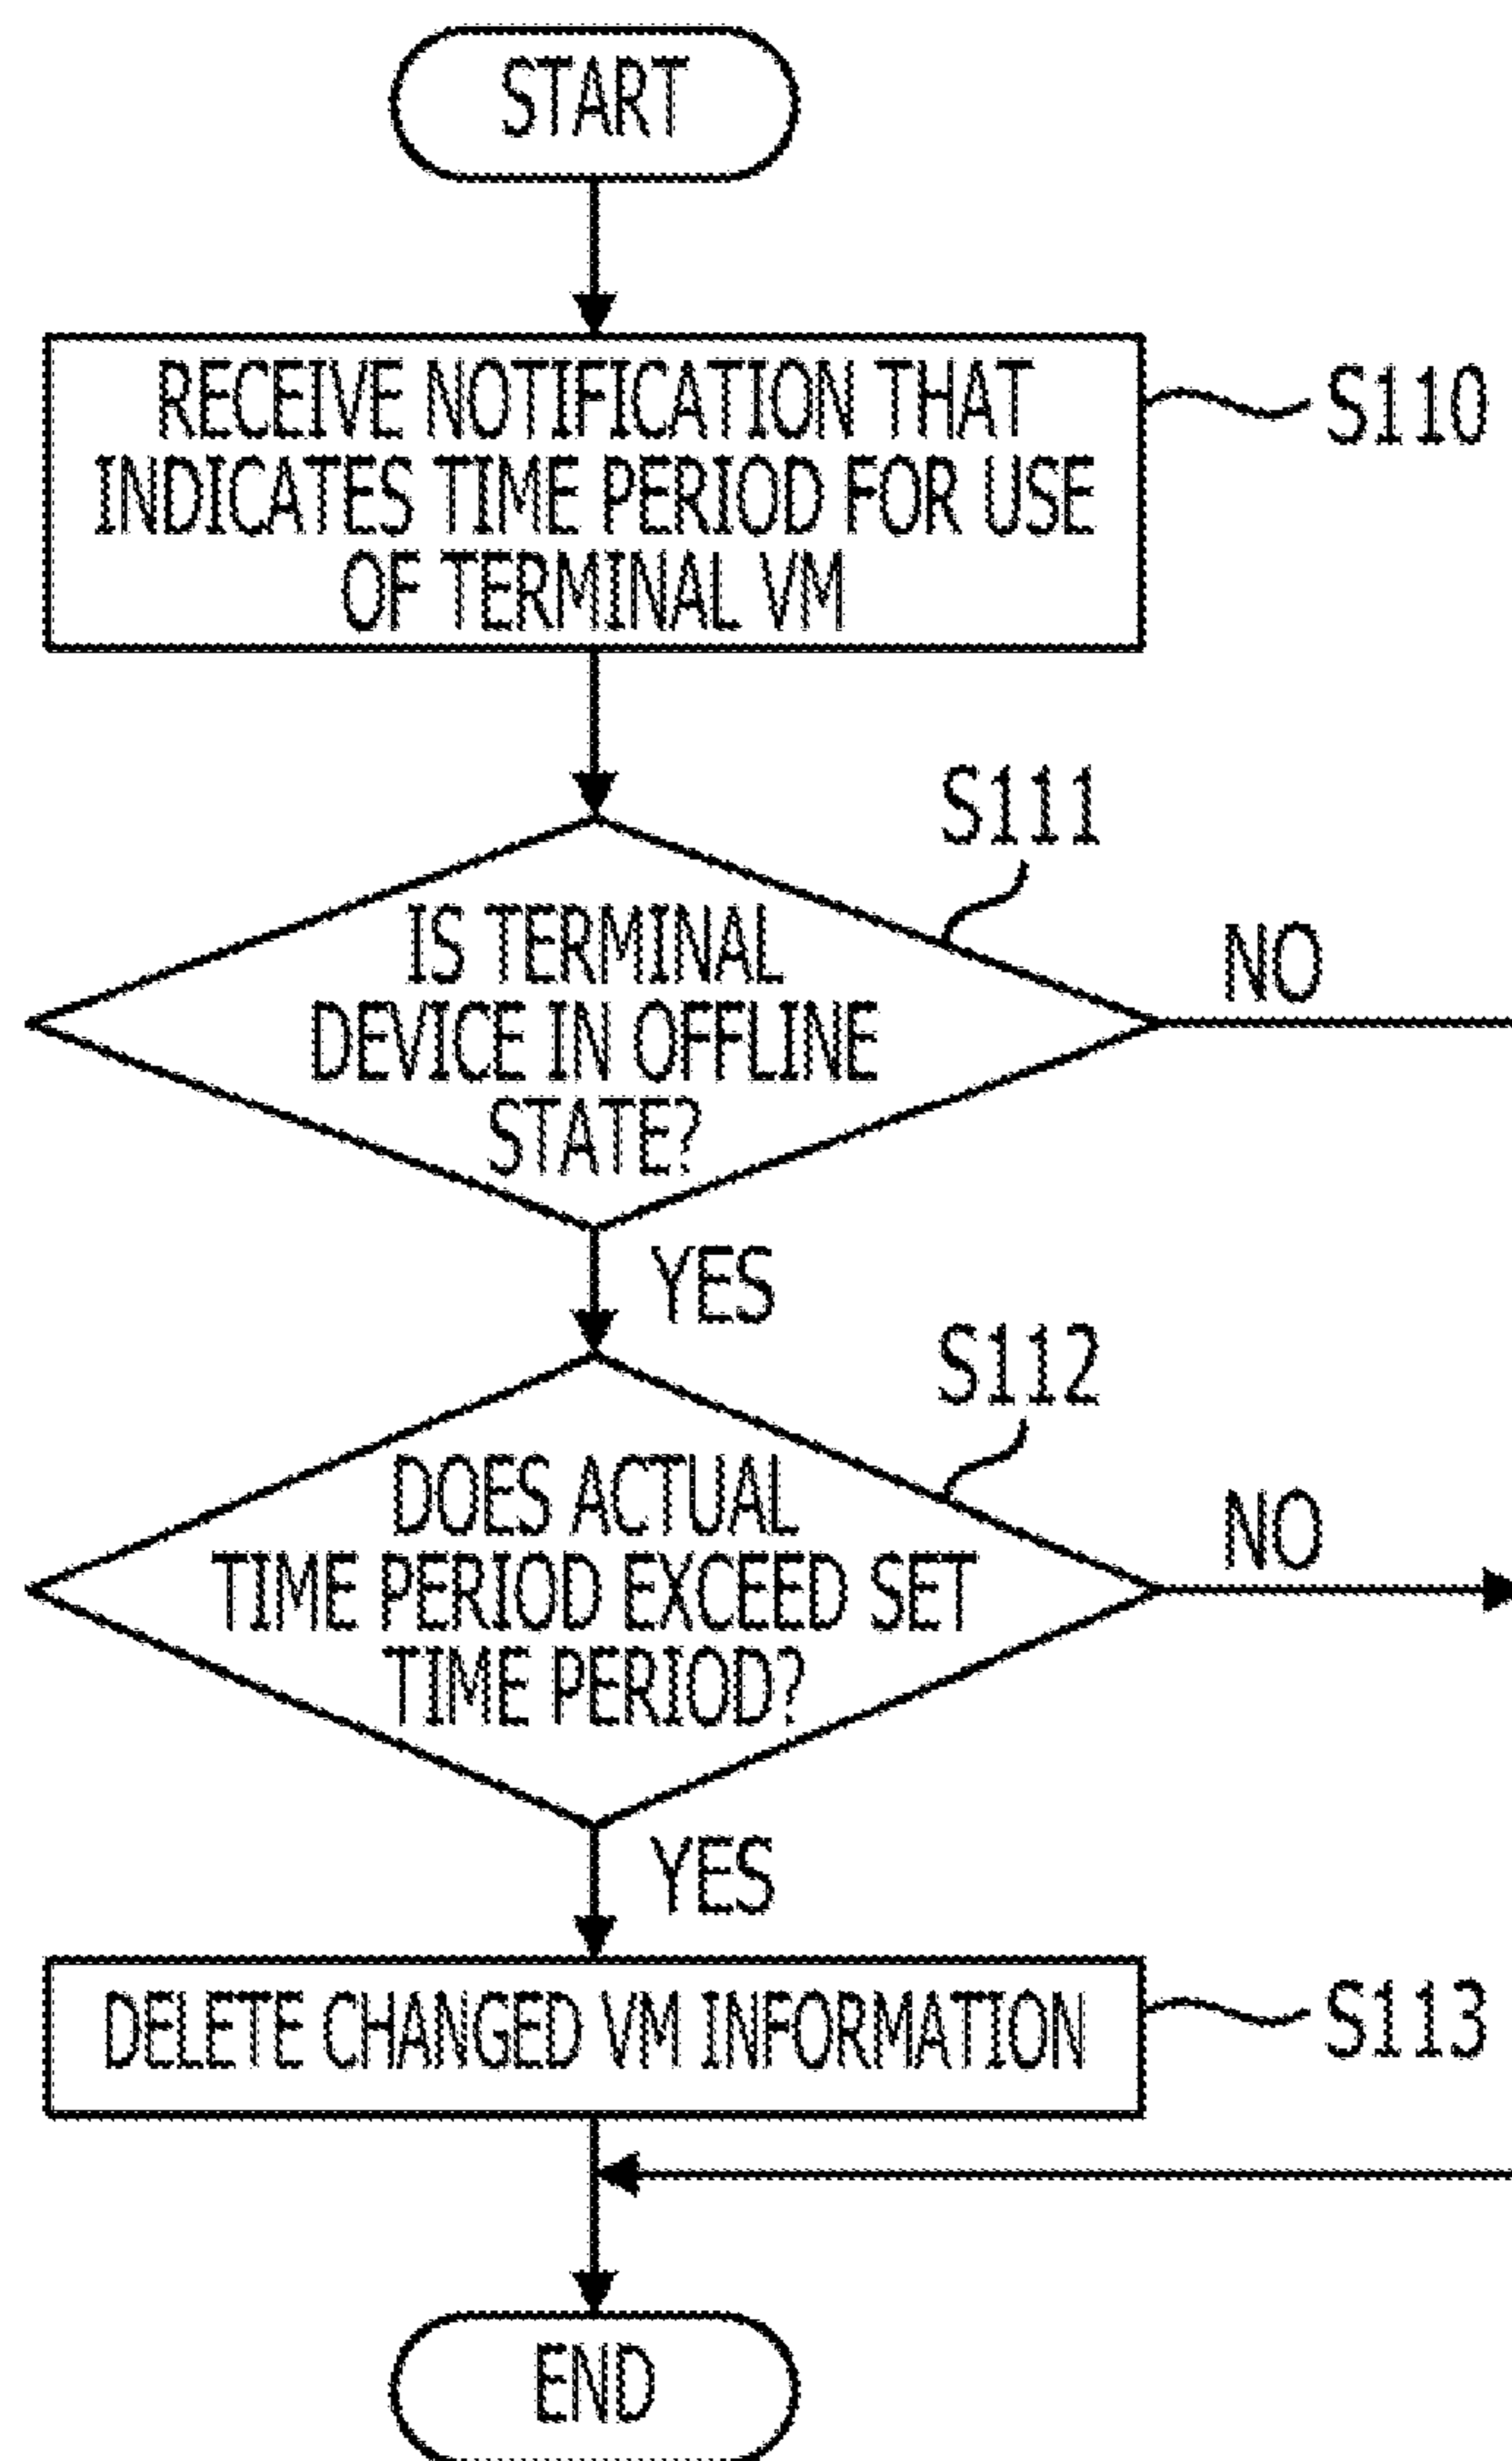 START
RECEIVE NOTIFICATION THAT
INDICATES TIME PERIOD FOR USE
OF TERMINAL VM
S110
S111
IS TERMINAL
DEVICE IN OFFLINE
STATE?
NO
YES
S112
DOES ACTUAL
TIME PERIOD EXCEED SET
TIME PERIOD?
NO
YES
DELETE CHANGED VM INFORMATION
S113
END